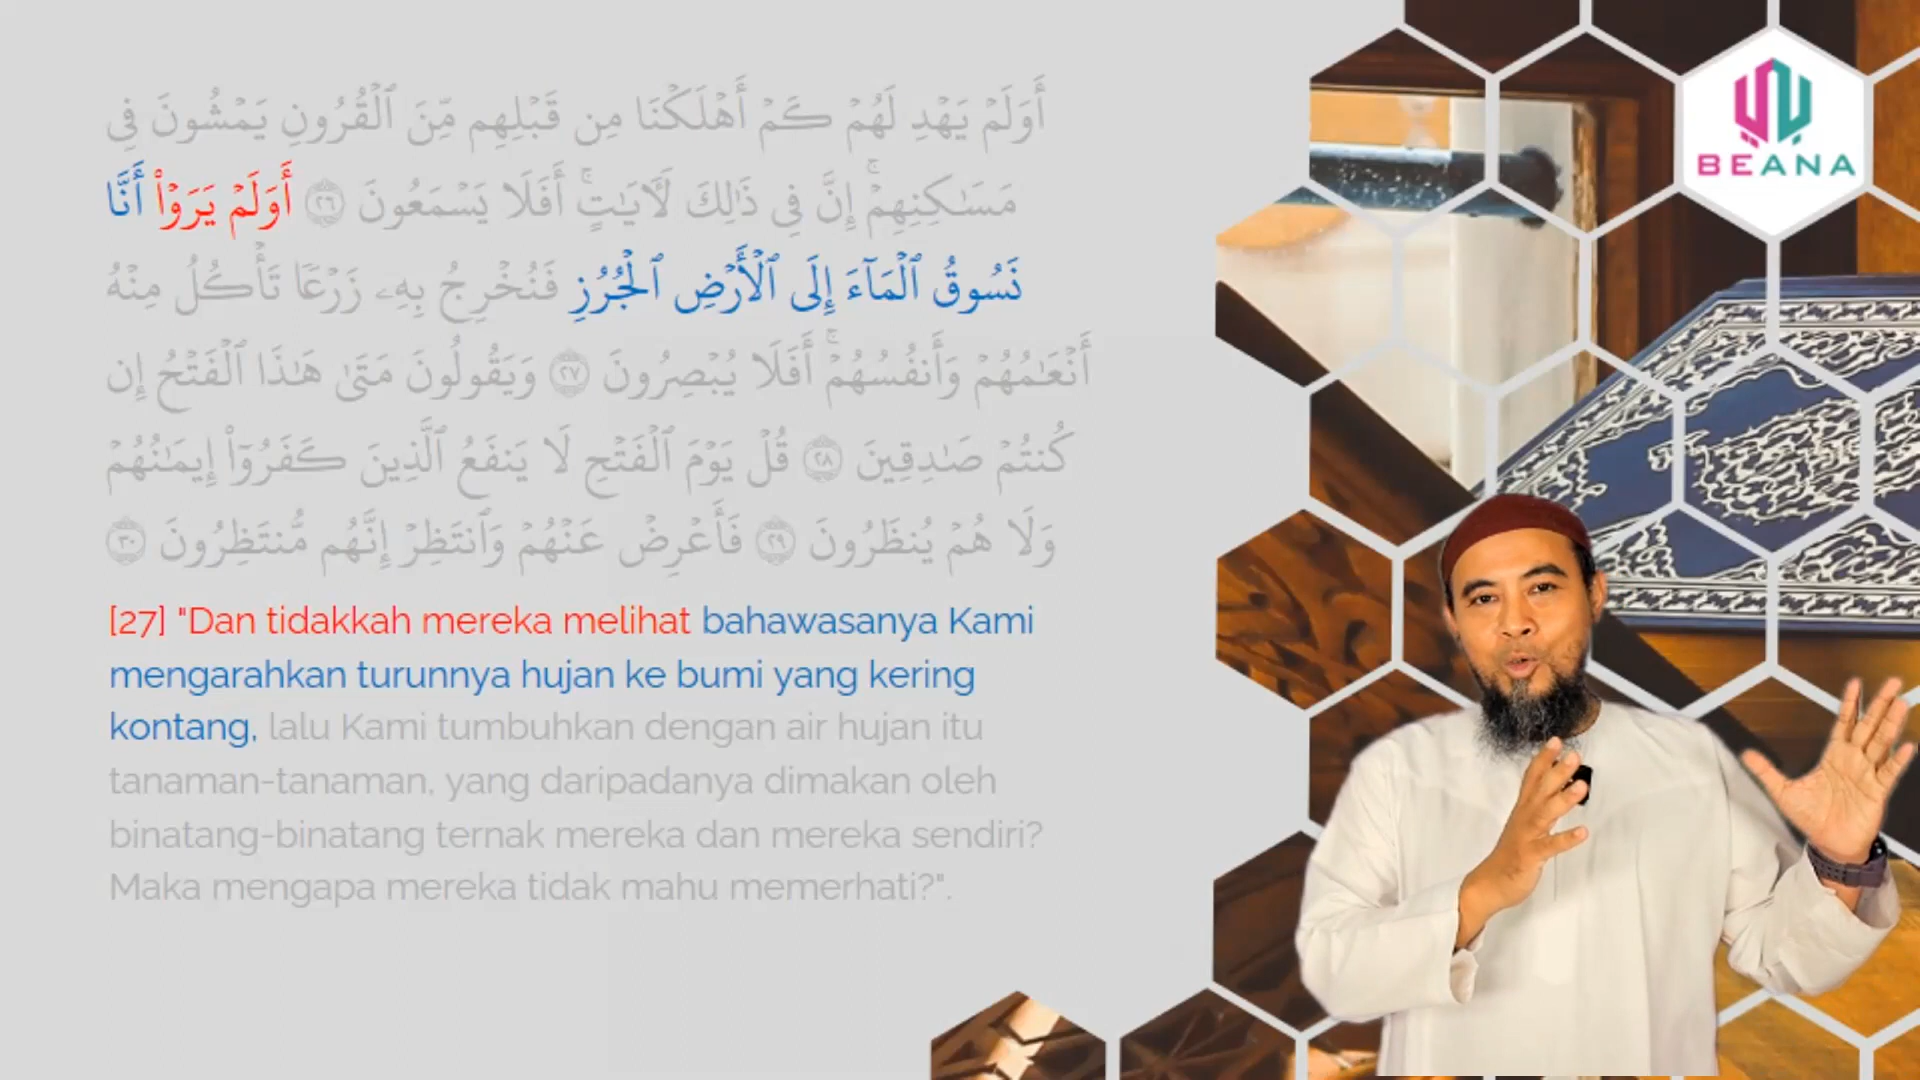 أَوَلَمْ يَهْدِ لَهُمْ كَمْ أَهْلَكْنَا مِن قَبْلِهِم مِّنَ ٱلْقُرُونِ يَمْشُونَ فِى
مَسَـٰكِنِهِمْ ۚ إِنَّ فِى ذَٰلِكَ لَـَٔايَـٰتٍ ۚ أَفَلَا يَسْمَعُونَ ٢٦ أَوَلَمْ يَرَوْا۟ أَنَّا
نَسُوقُ ٱلْمَآءَ إِلَى ٱلْأَرْضِ ٱلْجُرُزِ فَنُخْرِجُ بِهِۦ زَرْعًا تَأْكُلُ مِنْهُ
أَنْعَـٰمُهُمْ وَأَنفُسُهُمْ ۚ أَفَلَا يُبْصِرُونَ ٢٧ وَيَقُولُونَ مَتَىٰ هَـٰذَا ٱلْفَتْحُ إِن
كُنتُمْ صَـٰدِقِينَ ٢٨ قُلْ يَوْمَ ٱلْفَتْحِ لَا يَنفَعُ ٱلَّذِينَ كَفَرُوٓا۟ إِيمَـٰنُهُمْ
وَلَا هُمْ يُنظَرُونَ ٢٩ فَأَعْرِضْ عَنْهُمْ وَٱنتَظِرْ إِنَّهُم مُّنتَظِرُونَ ٣٠
[27] "Dan tidakkah mereka melihat bahawasanya Kami
mengarahkan turunnya hujan ke bumi yang kering
kontang, lalu Kami tumbuhkan dengan air hujan itu
tanaman-tanaman, yang daripadanya dimakan oleh
binatang-binatang ternak mereka dan mereka sendiri?
Maka mengapa mereka tidak mahu memerhati?".
BEANA